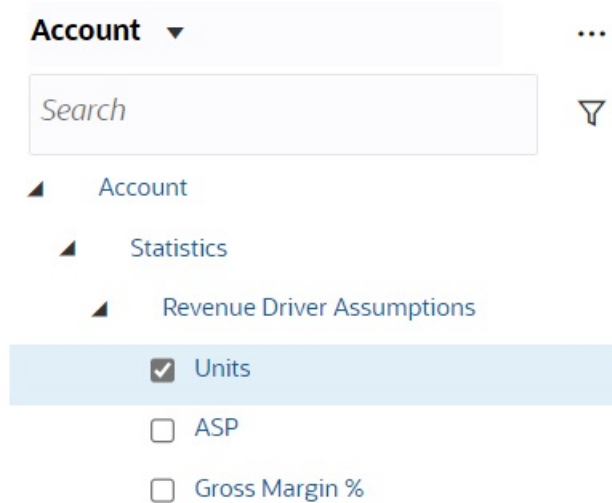 Account
Search
Account
Statistics
Revenue Driver Assumptions
Units
ASP
Gross Margin %